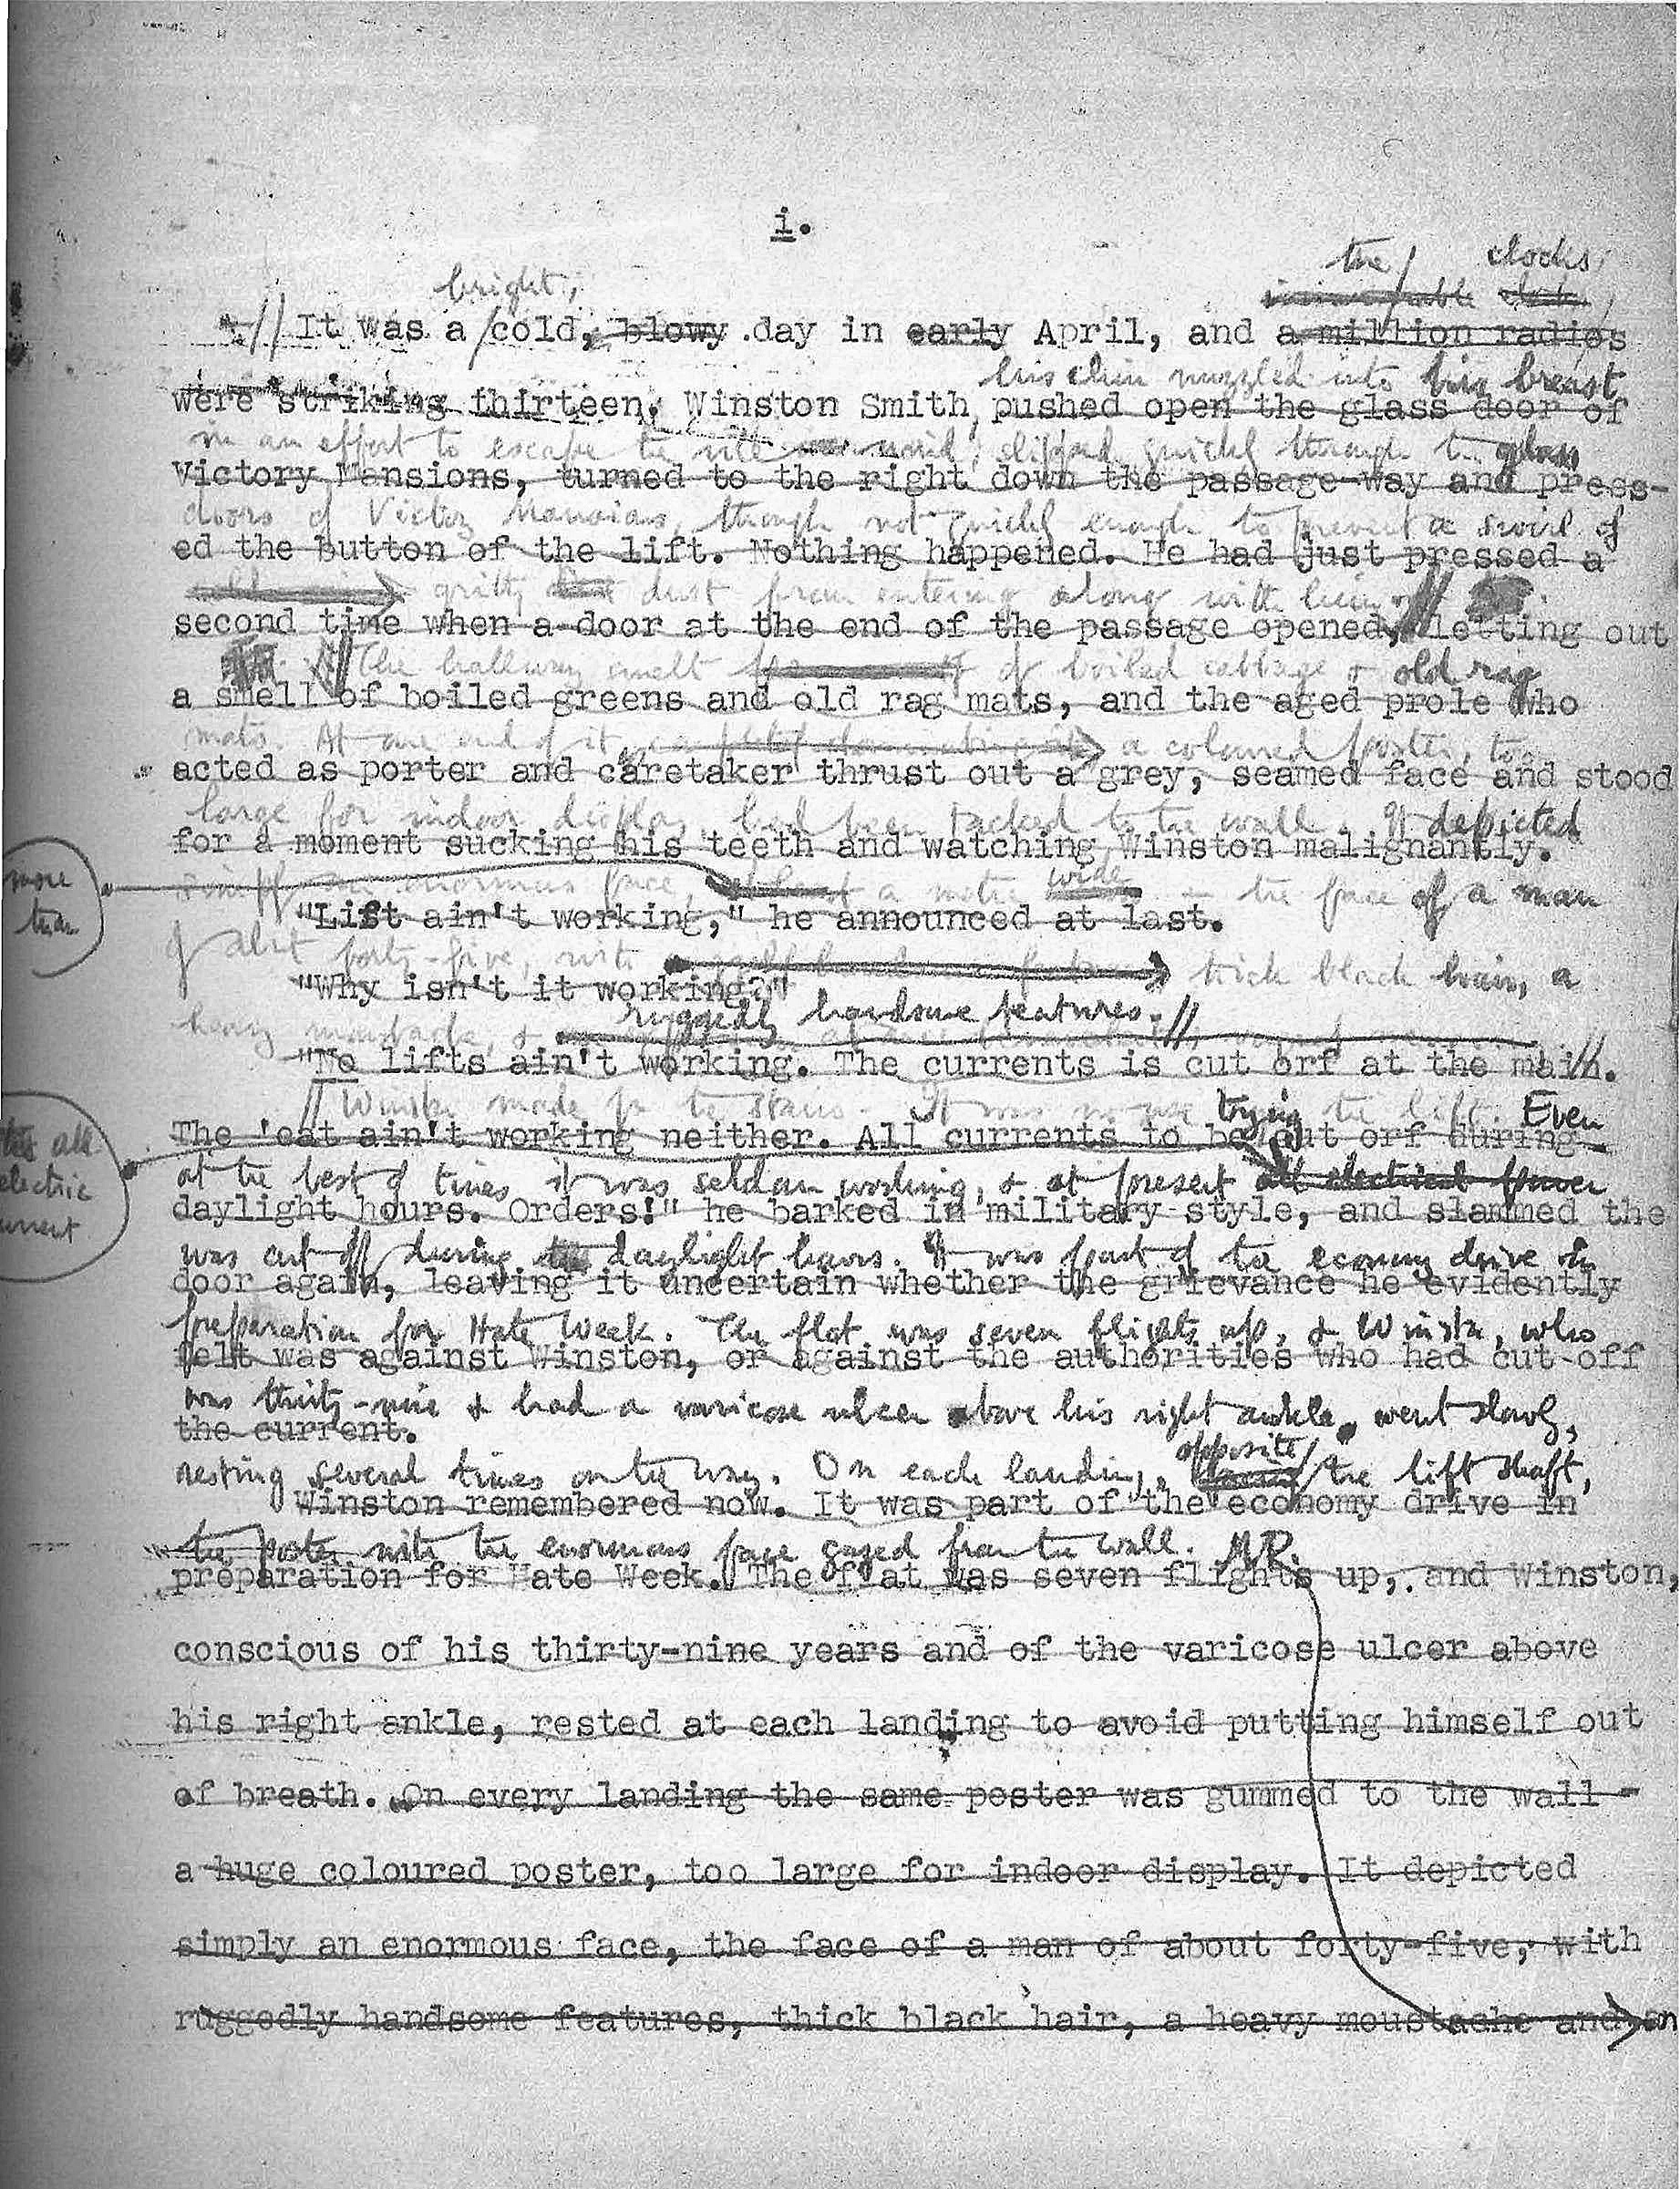 i.
the clocks
bright,
It was a cold, blowy day in early April, and a million radios
his chin nuzzled into his breast
were striking thirteen. Winston Smith pushed open the glass door of
in an effort to escape the vile wind, slipped quickly through the glass
Victory Mansions, turned to the right down the passage-way and press-
doors of Victory Mansions, though not quickly enough to prevent a swirl of
ed the button of the lift. Nothing happened. He had just pressed a
gritty dust from entering along with him.
second time when a door at the end of the passage opened, letting out
The hallway smelt of boiled cabbage & old rag
a smell of boiled greens and old rag mats, and the aged prole who
mats. At one end of it a coloured poster, too
acted as porter and caretaker thrust out a grey, seamed face and stood
large for indoor display, had been tacked to the wall. It depicted
for a moment sucking his teeth and watching Winston malignantly.
more
than
simply an enormous face, a metre wide - the face of a man
"Lift ain't working," he announced at last.
of abt forty-five, with thick black hair, a
"Why isn't it working?"
ruggedly handsome features.
heavy moustache, &
"No lifts ain't working. The currents is cut orf at the main.
Winston made for the stairs. It was no use trying the lift. Even
The 'eat ain't working neither. All currents to be cut orf during
all
electric
current
at the best of times it was seldom working, & at present all electrical power
daylight hours. Orders!" he barked in military style, and slammed the
was cut off during daylight hours. It was part of the economy drive in
door again, leaving it uncertain whether the grievance he evidently
preparation for Hate Week. The flat was seven flights up, & Winston, who
felt was against Winston, or against the authorities who had cut off
was thirty-nine & had a varicose ulcer above his right ankle, went slowly,
the current.
opposite
resting several times on the way. On each landing, the lift shaft,
Winston remembered now. It was part of the economy drive in
the poster with the enormous face gazed from the wall.
preparation for Hate Week. The flat was seven flights up, and Winston,
conscious of his thirty-nine years and of the varicose ulcer above
his right ankle, rested at each landing to avoid putting himself out
of breath. On every landing the same poster was gummed to the wall -
a huge coloured poster, too large for indoor display. It depicted
simply an enormous face, the face of a man of about forty-five, with
ruggedly handsome features, thick black hair, a heavy moustache and an